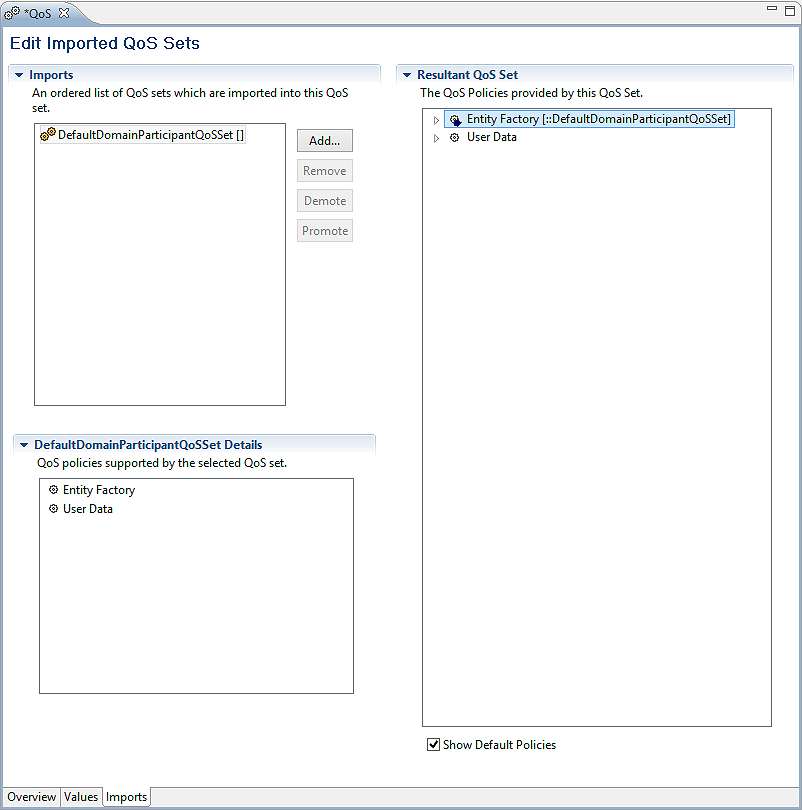 *QoS
Edit Imported QoS Sets
Imports
An ordered list of QoS sets which are imported into this QoS
set.
DefaultDomainParticipantQoSSet []
Add...
Remove
Demote
Promote
DefaultDomainParticipantQoSSet Details
QoS policies supported by the selected QoS set.
Entity Factory
User Data
Resultant QoS Set
The QoS Policies provided by this QoS Set.
Entity Factory [::DefaultDomainParticipantQoSSet]
User Data
Show Default Policies
Overview Values Imports